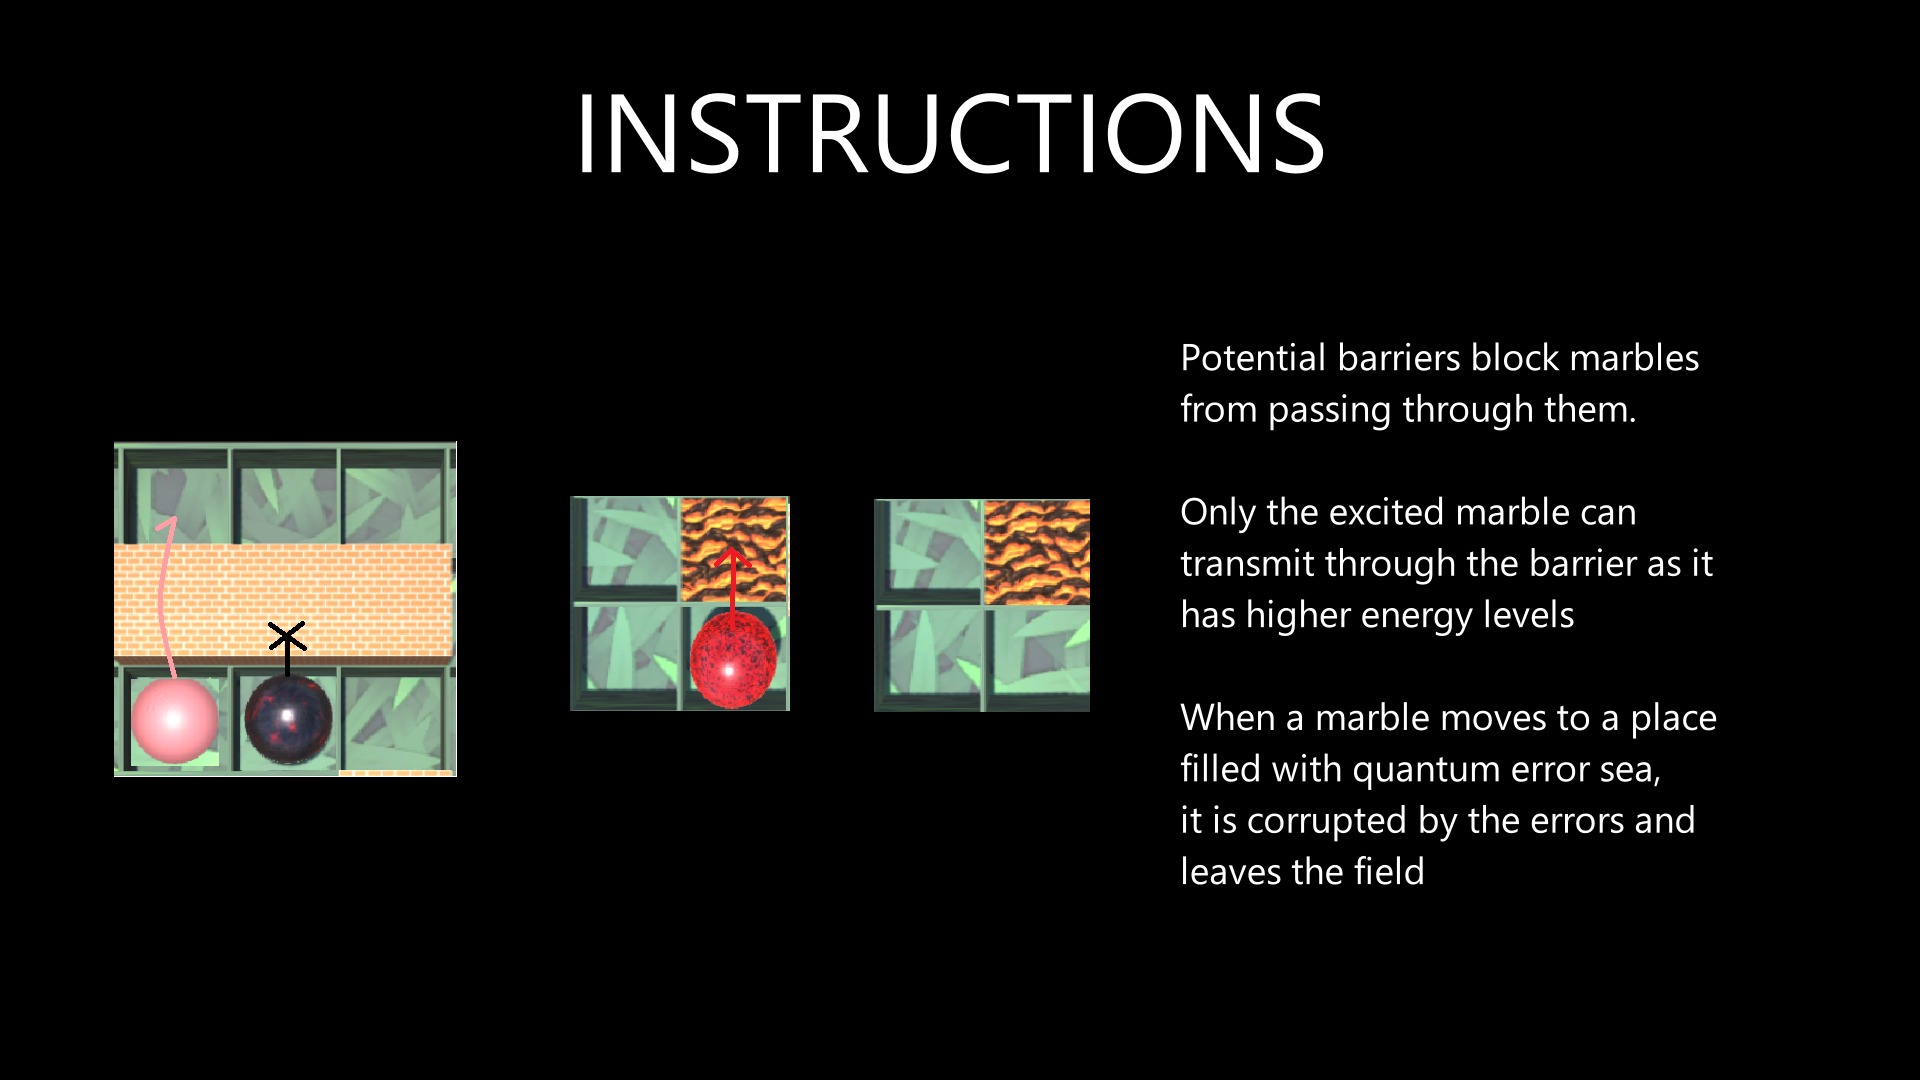 INSTRUCTIONS
Potential barriers block marbles
from passing through them.
Only the excited marble can
transmit through the barrier as it
has higher energy levels
When a marble moves to a place
filled with quantum error sea,
it is corrupted by the errors and
leaves the field